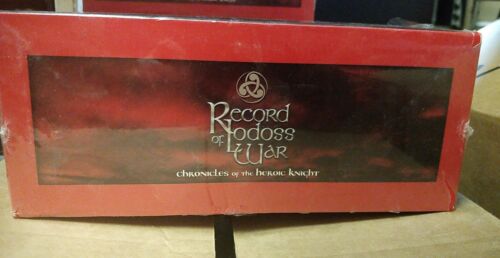 Record
of Lodoss
War
chronicles of the heroic knight